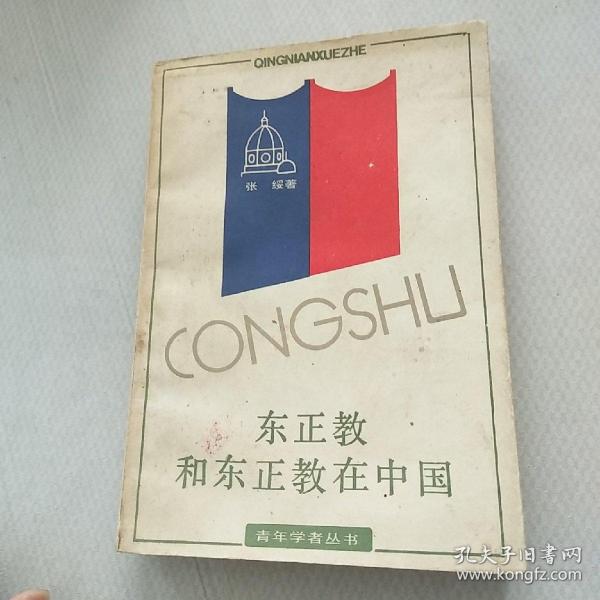 QINGNIANXUEZHE
张 绥著
CONGSHU
东正教
和东正教在中国
青年学者丛书
孔夫子旧书网
www.kongfz.com